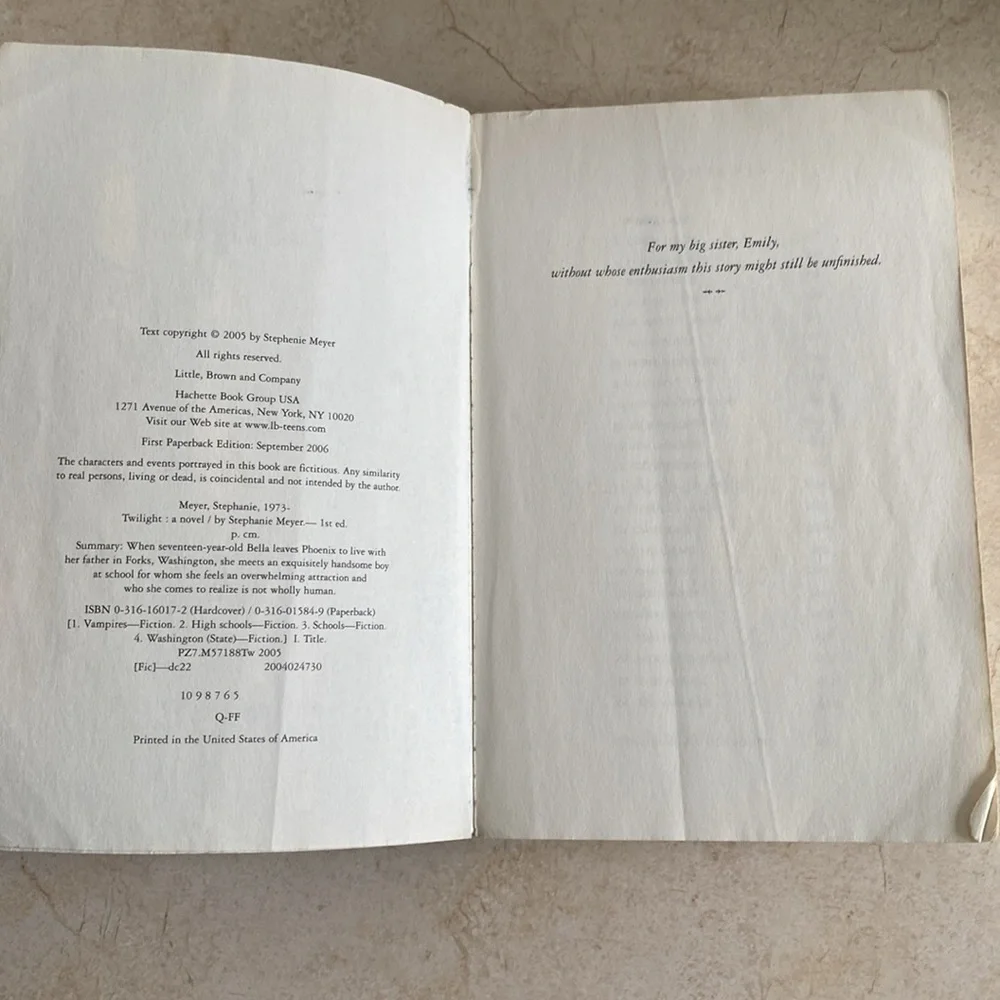 Text copyright © 2005 by Stephenie Meyer
All rights reserved.
Little, Brown and Company
Hachette Book Group USA
1271 Avenue of the Americas, New York, NY 10020
Visit our Web site at www.lb-teens.com
First Paperback Edition: September 2006
The characters and events portrayed in this book are fictitious. Any similarity
to real persons, living or dead, is coincidental and not intended by the author.
Meyer, Stephanie, 1973-
Twilight : a novel / by Stephanie Meyer.— 1st ed.
p. cm.
Summary: When seventeen-year-old Bella leaves Phoenix to live with
her father in Forks, Washington, she meets an exquisitely handsome boy
at school for whom she feels an overwhelming attraction and
who she comes to realize is not wholly human.
ISBN 0-316-16017-2 (Hardcover) / 0-316-01584-9 (Paperback)
[1. Vampires—Fiction. 2. High schools—Fiction. 3. Schools—Fiction.
4. Washington (State)—Fiction.] I. Title.
PZ7.M57188Tw 2005
[Fic]—dc22 2004024730
10 9 8 7 6 5
Q-FF
Printed in the United States of America
For my big sister, Emily,
without whose enthusiasm this story might still be unfinished.